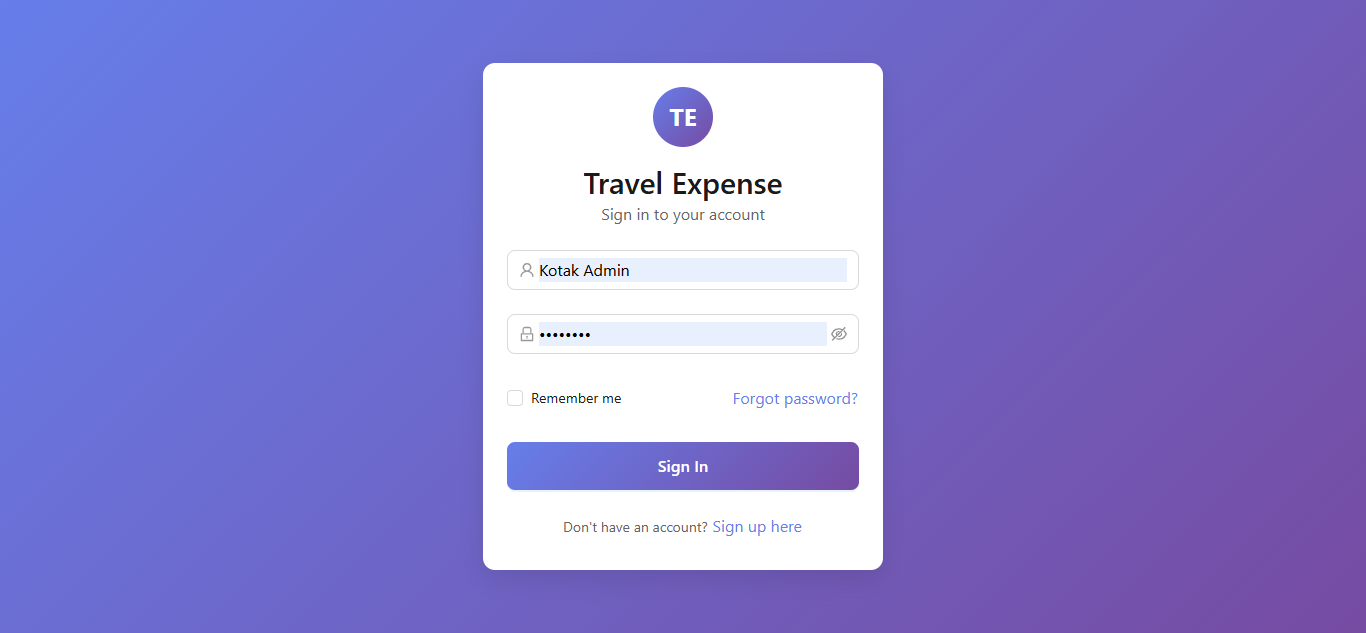 TE
Travel Expense
Sign in to your account
Kotak Admin
••••••••
Remember me
Forgot password?
Sign In
Don't have an account? Sign up here